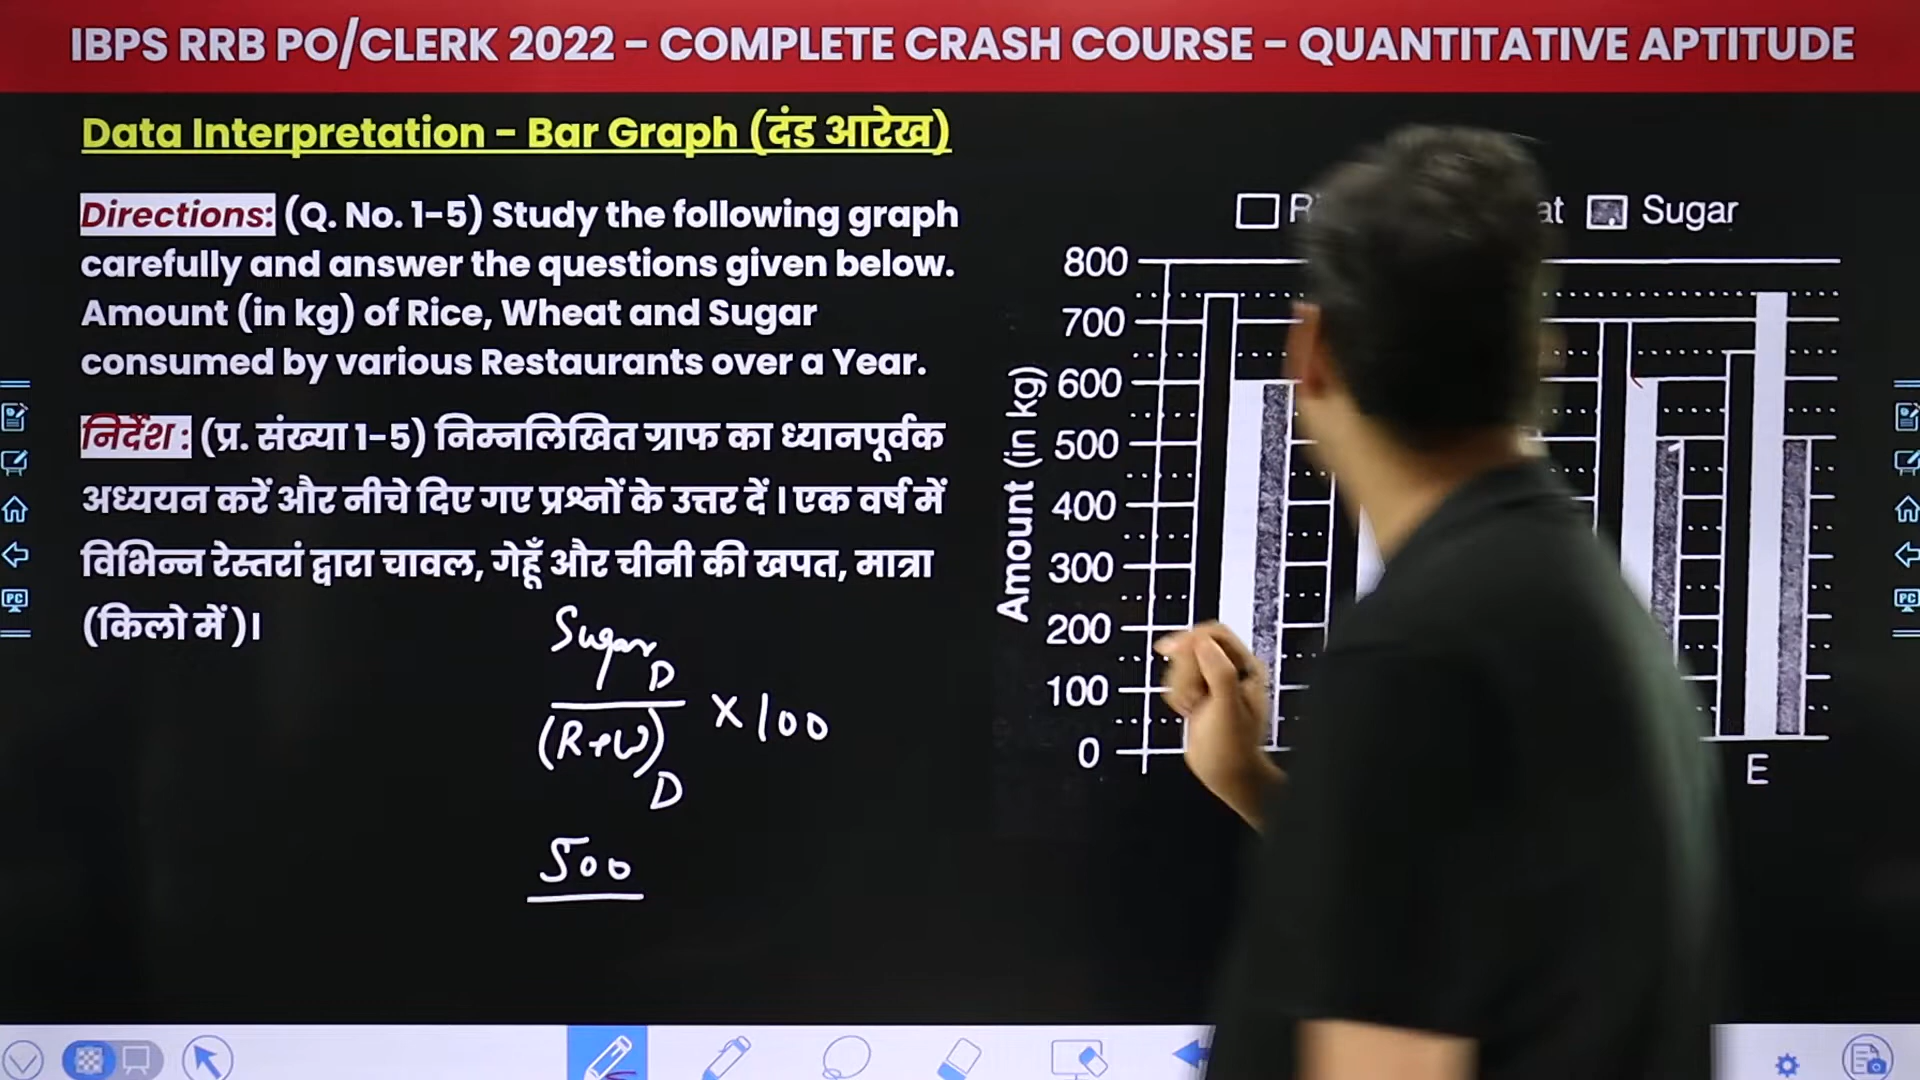 IBPS RRB PO/CLERK 2022 - COMPLETE CRASH COURSE - QUANTITATIVE APTITUDE
Data Interpretation - Bar Graph (दंड आरेख)
Directions: (Q. No. 1-5) Study the following graph
carefully and answer the questions given below.
Amount (in kg) of Rice, Wheat and Sugar
consumed by various Restaurants over a Year.
निर्देश : (प्र. संख्या 1-5) निम्नलिखित ग्राफ का ध्यानपूर्वक
अध्ययन करें और नीचे दिए गए प्रश्नों के उत्तर दें । एक वर्ष में
विभिन्न रेस्तरां द्वारा चावल, गेहूँ और चीनी की खपत, मात्रा
(किलो में )।
Sugar D
(R+W) D
× 100
500
Sugar
Amount (in kg)
800
700
600
500
400
300
200
100
0
E
PC
PC